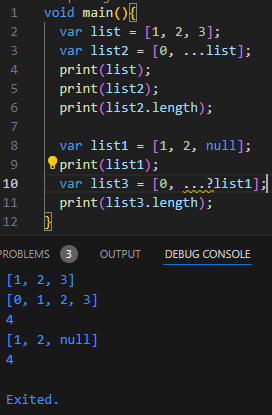 1 void main(){
2 var list = [1, 2, 3];
3 var list2 = [0, ...list];
4 print(list);
5 print(list2);
6 print(list2.length);
7
8 var list1 = [1, 2, null];
9 print(list1);
10 var list3 = [0, ...?list1];
11 print(list3.length);
12 }
PROBLEMS 3 OUTPUT DEBUG CONSOLE
[1, 2, 3]
[0, 1, 2, 3]
4
[1, 2, null]
4
Exited.